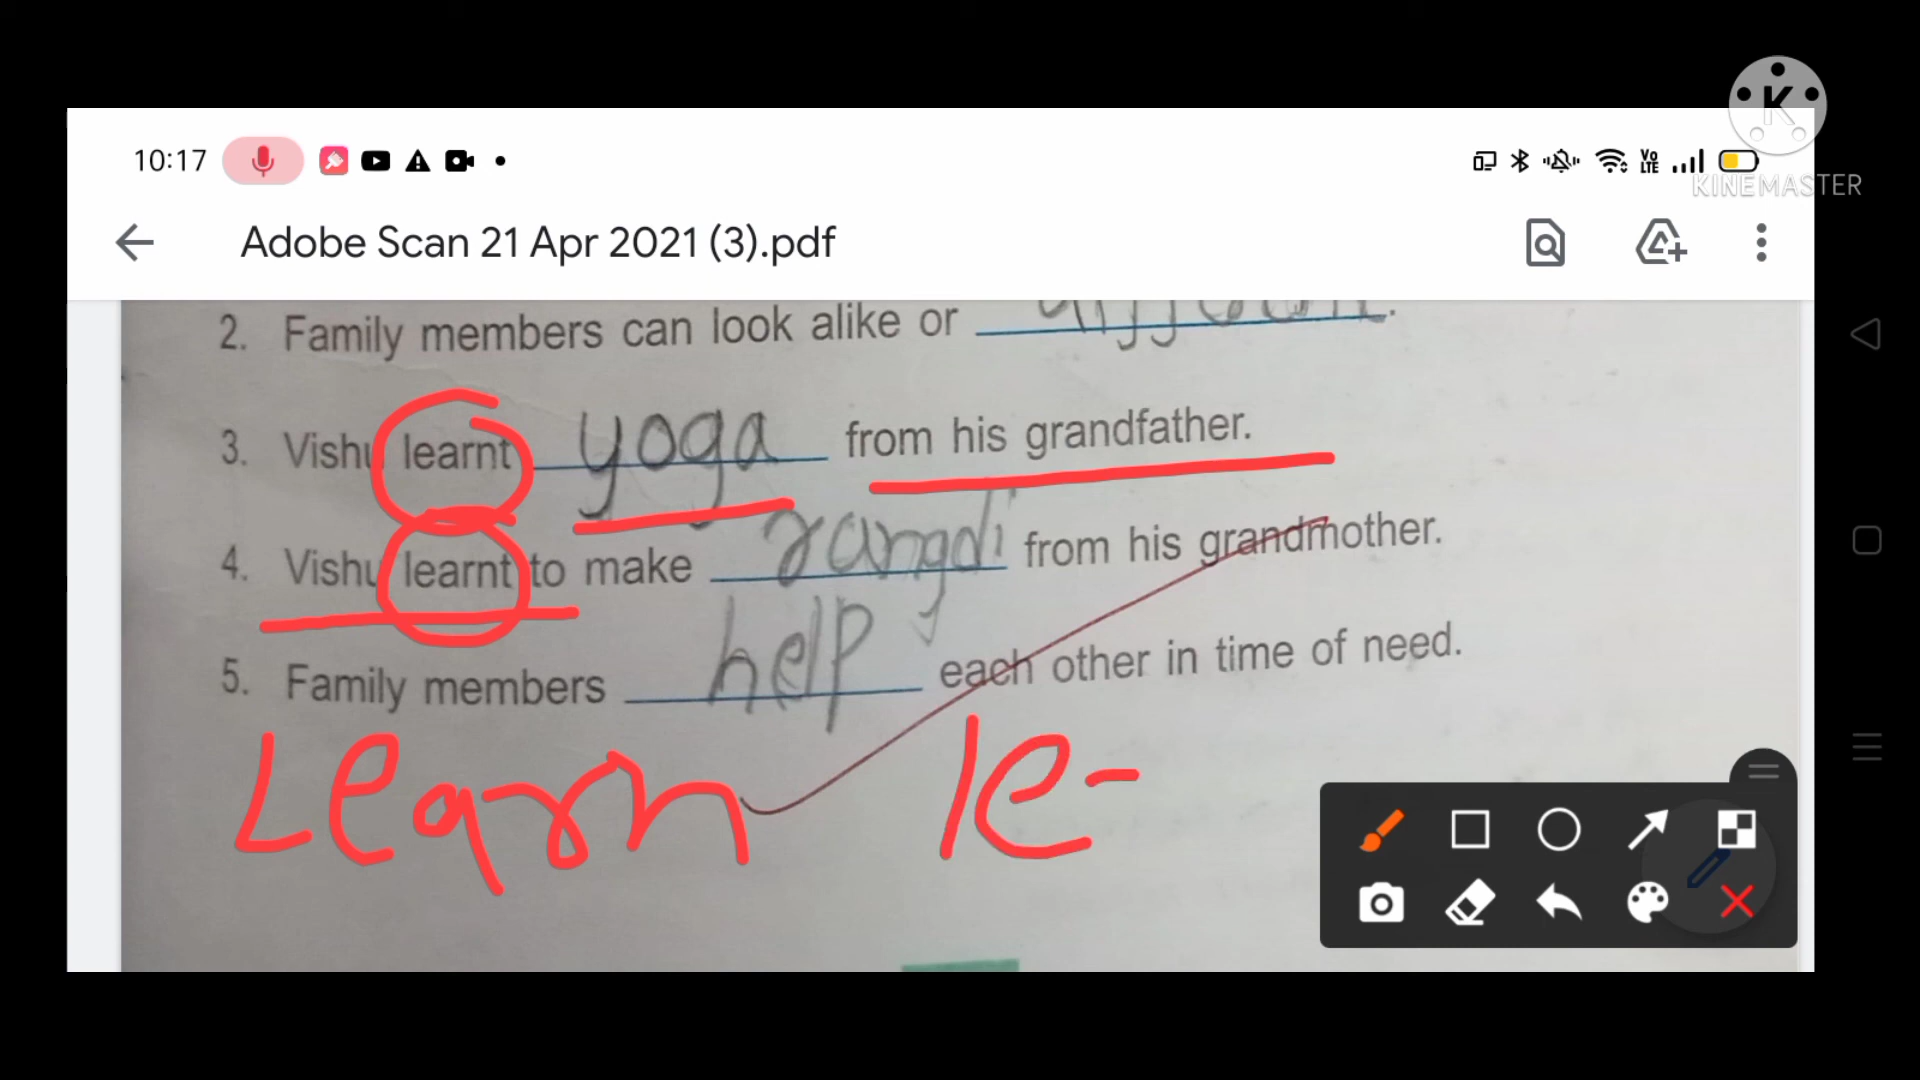 10:17 VoLTE
KINEMASTER
Adobe Scan 21 Apr 2021 (3).pdf
2. Family members can look alike or
3. Vishu learnt yoga from his grandfather.
4. Vishu learnt to make rangoli from his grandmother.
5. Family members help each other in time of need.
Learn le-